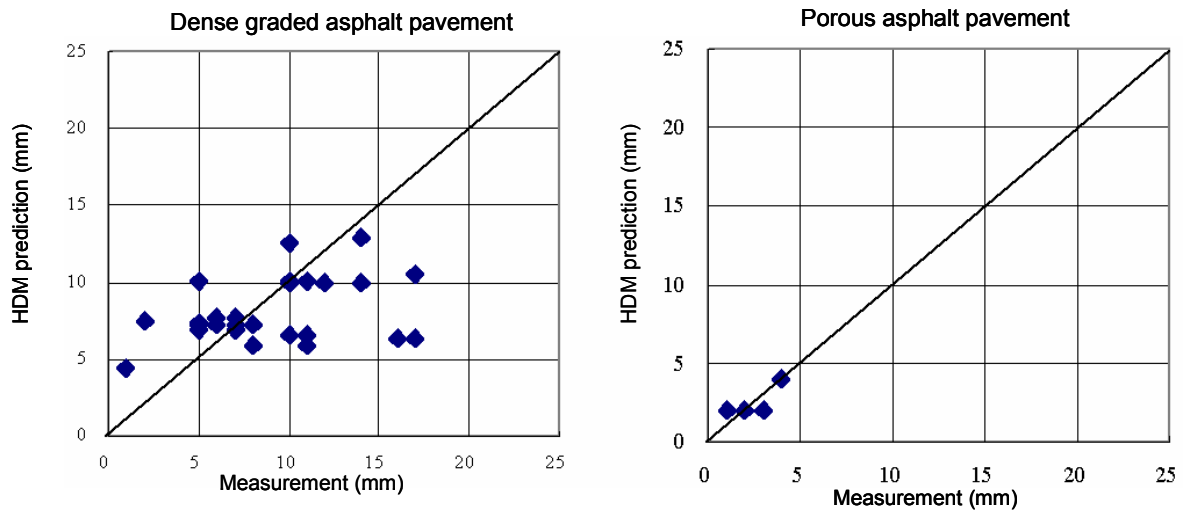 Dense graded asphalt pavement
HDM prediction (mm)
25
20
15
10
5
0
0 5 10 15 20 25
Measurement (mm)
Porous asphalt pavement
HDM prediction (mm)
25
20
15
10
5
0
0 5 10 15 20 25
Measurement (mm)